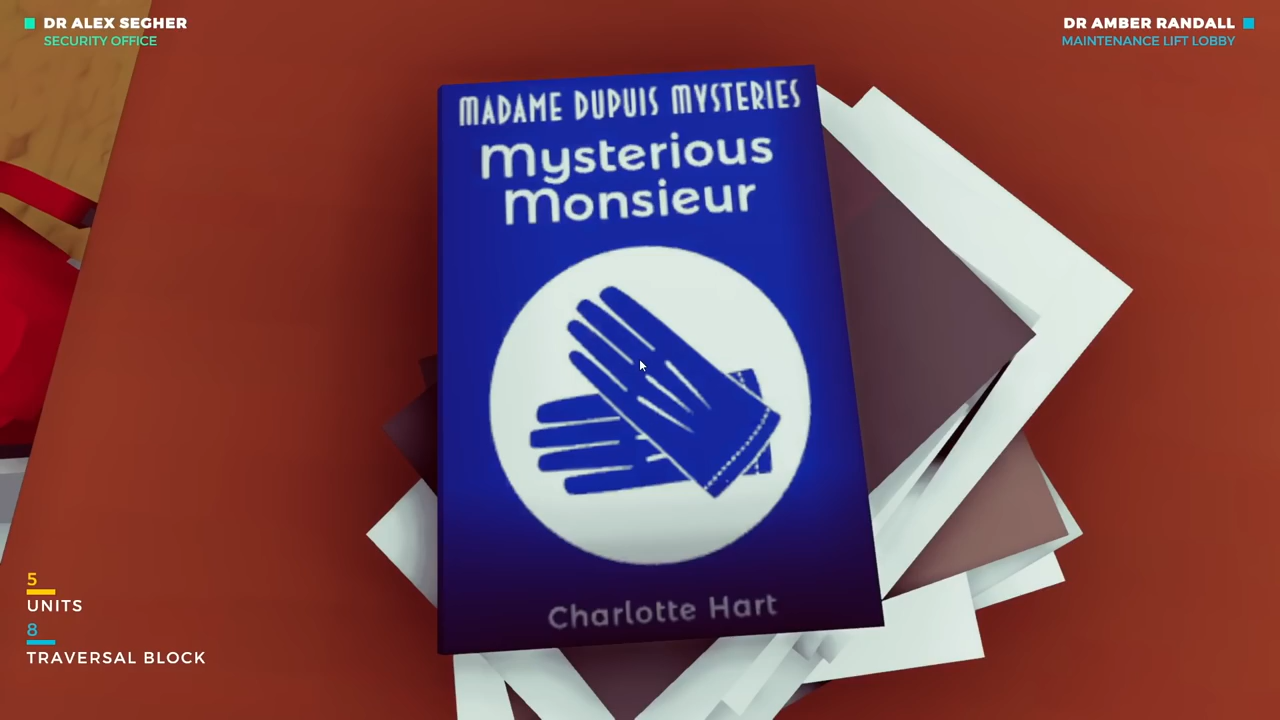 DR ALEX SEGHER
SECURITY OFFICE
DR AMBER RANDALL
MAINTENANCE LIFT LOBBY
MADAME DUPUIS MYSTERIES
Mysterious
Monsieur
Charlotte Hart
5
UNITS
8
TRAVERSAL BLOCK